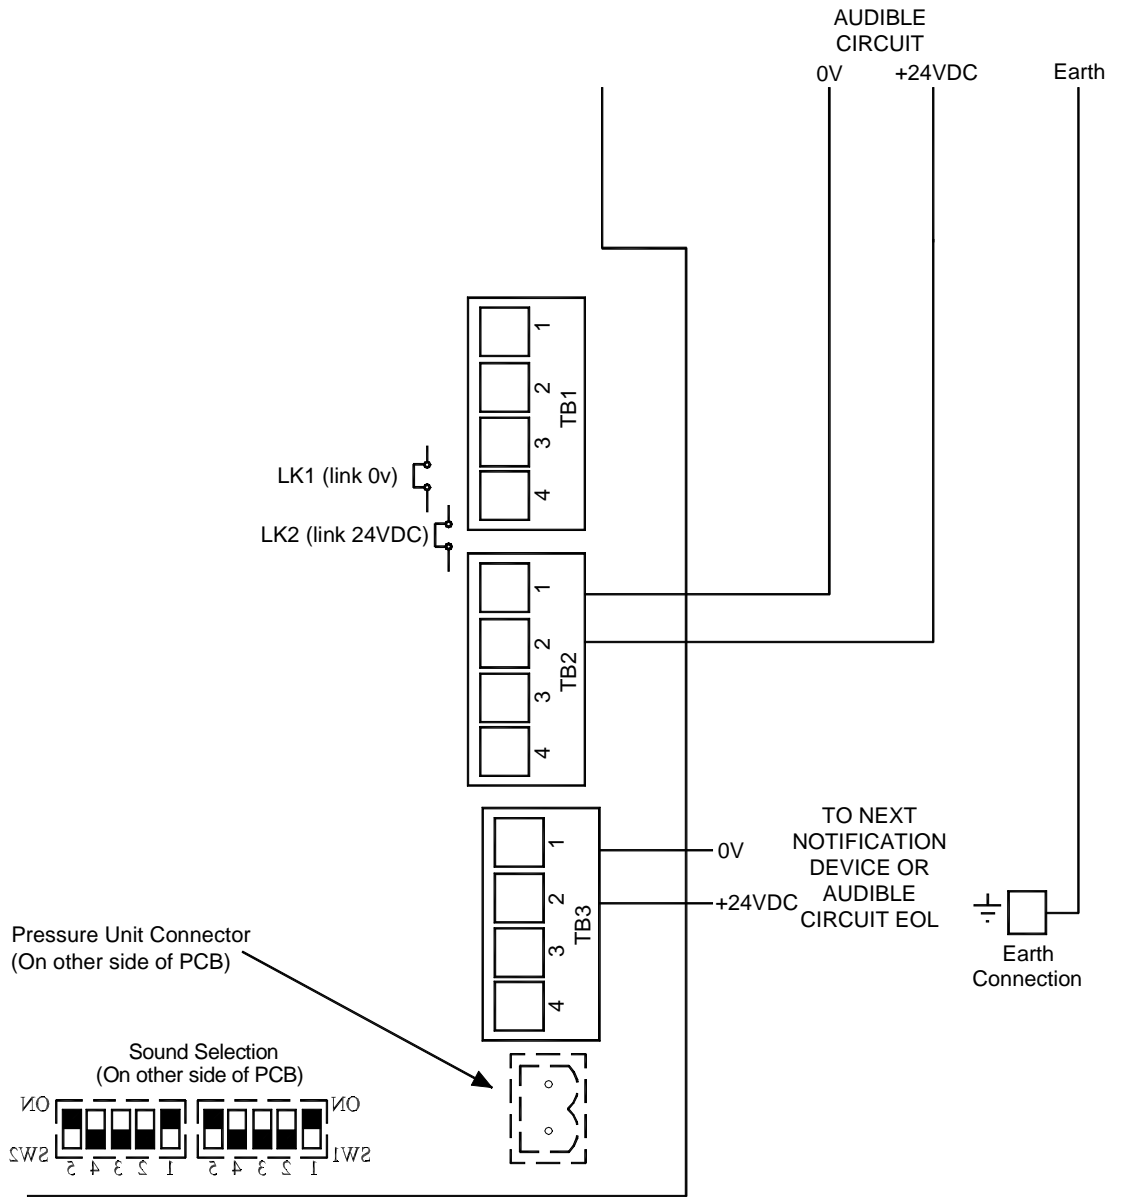 AUDIBLE
CIRCUIT
0V
+24VDC
Earth
1
2
3
4
TB1
LK1 (link 0v)
LK2 (link 24VDC)
1
2
3
4
TB2
1
2
3
4
TB3
0V
+24VDC
TO NEXT
NOTIFICATION
DEVICE OR
AUDIBLE
CIRCUIT EOL
Earth
Connection
Pressure Unit Connector
(On other side of PCB)
Sound Selection
(On other side of PCB)
ON
SW2
5 4 3 2 1
ON
SW1
5 4 3 2 1